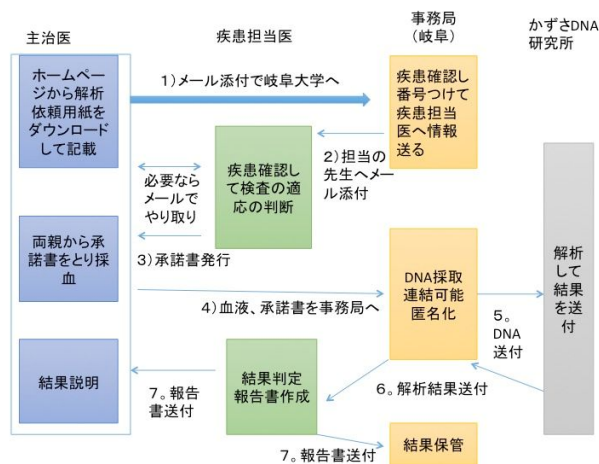 主治医
疾患担当医
事務局
(岐阜)
かずさDNA
研究所
ホームペー
ジから解析
依頼用紙を
ダウンロード
して記載
1)メール添付で岐阜大学へ
疾患確認し
番号つけて
疾患担当
医へ情報
送る
2)担当の
先生へメー
ル添付
必要なら
メールで
やり取り
疾患確認
して検査の適
応の判断
3)承諾書発行
両親から承
諾書をとり採
血
4)血液、承諾書を事務局へ
DNA採取
連結可能
匿名化
5。
DNA
送付
解析して結果を送付
6。解析結果送付
結果判定
報告書作成
7。報告
書送付
結果説明
7。報告書送付
結果保管